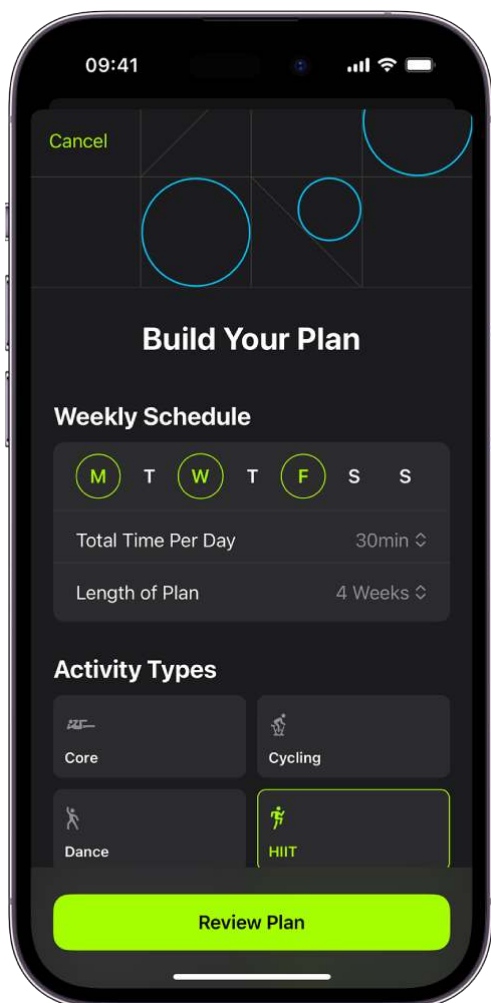 09:41
Cancel
Build Your Plan
Weekly Schedule
M T W T F S S
Total Time Per Day 30min
Length of Plan 4 Weeks
Activity Types
Core Cycling
Dance HIIT
Review Plan